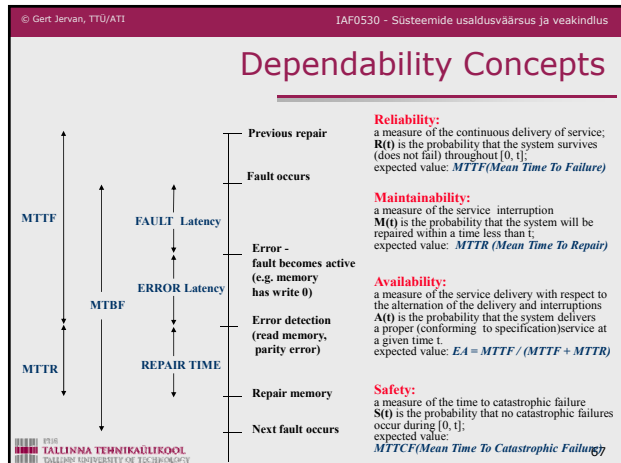 © Gert Jervan, TTÜ/ATI
IAF0530 - Süsteemide usaldusväärsus ja veakindlus
Dependability Concepts
MTTF
MTTR
MTBF
FAULT Latency
ERROR Latency
REPAIR TIME
Previous repair
Fault occurs
Error -
fault becomes active
(e.g. memory
has write 0)
Error detection
(read memory,
parity error)
Repair memory
Next fault occurs
Reliability:
a measure of the continuous delivery of service;
R(t) is the probability that the system survives
(does not fail) throughout [0, t];
expected value: MTTF(Mean Time To Failure)
Maintainability:
a measure of the service interruption
M(t) is the probability that the system will be
repaired within a time less than t;
expected value: MTTR (Mean Time To Repair)
Availability:
a measure of the service delivery with respect to
the alternation of the delivery and interruptions
A(t) is the probability that the system delivers
a proper (conforming to specification)service at
a given time t.
expected value: EA = MTTF / (MTTF + MTTR)
Safety:
a measure of the time to catastrophic failure
S(t) is the probability that no catastrophic failures
occur during [0, t];
expected value:
MTTCF(Mean Time To Catastrophic Failure)
67
1918
TALLINNA TEHNIKAÜLIKOOL
TALLINN UNIVERSITY OF TECHNOLOGY